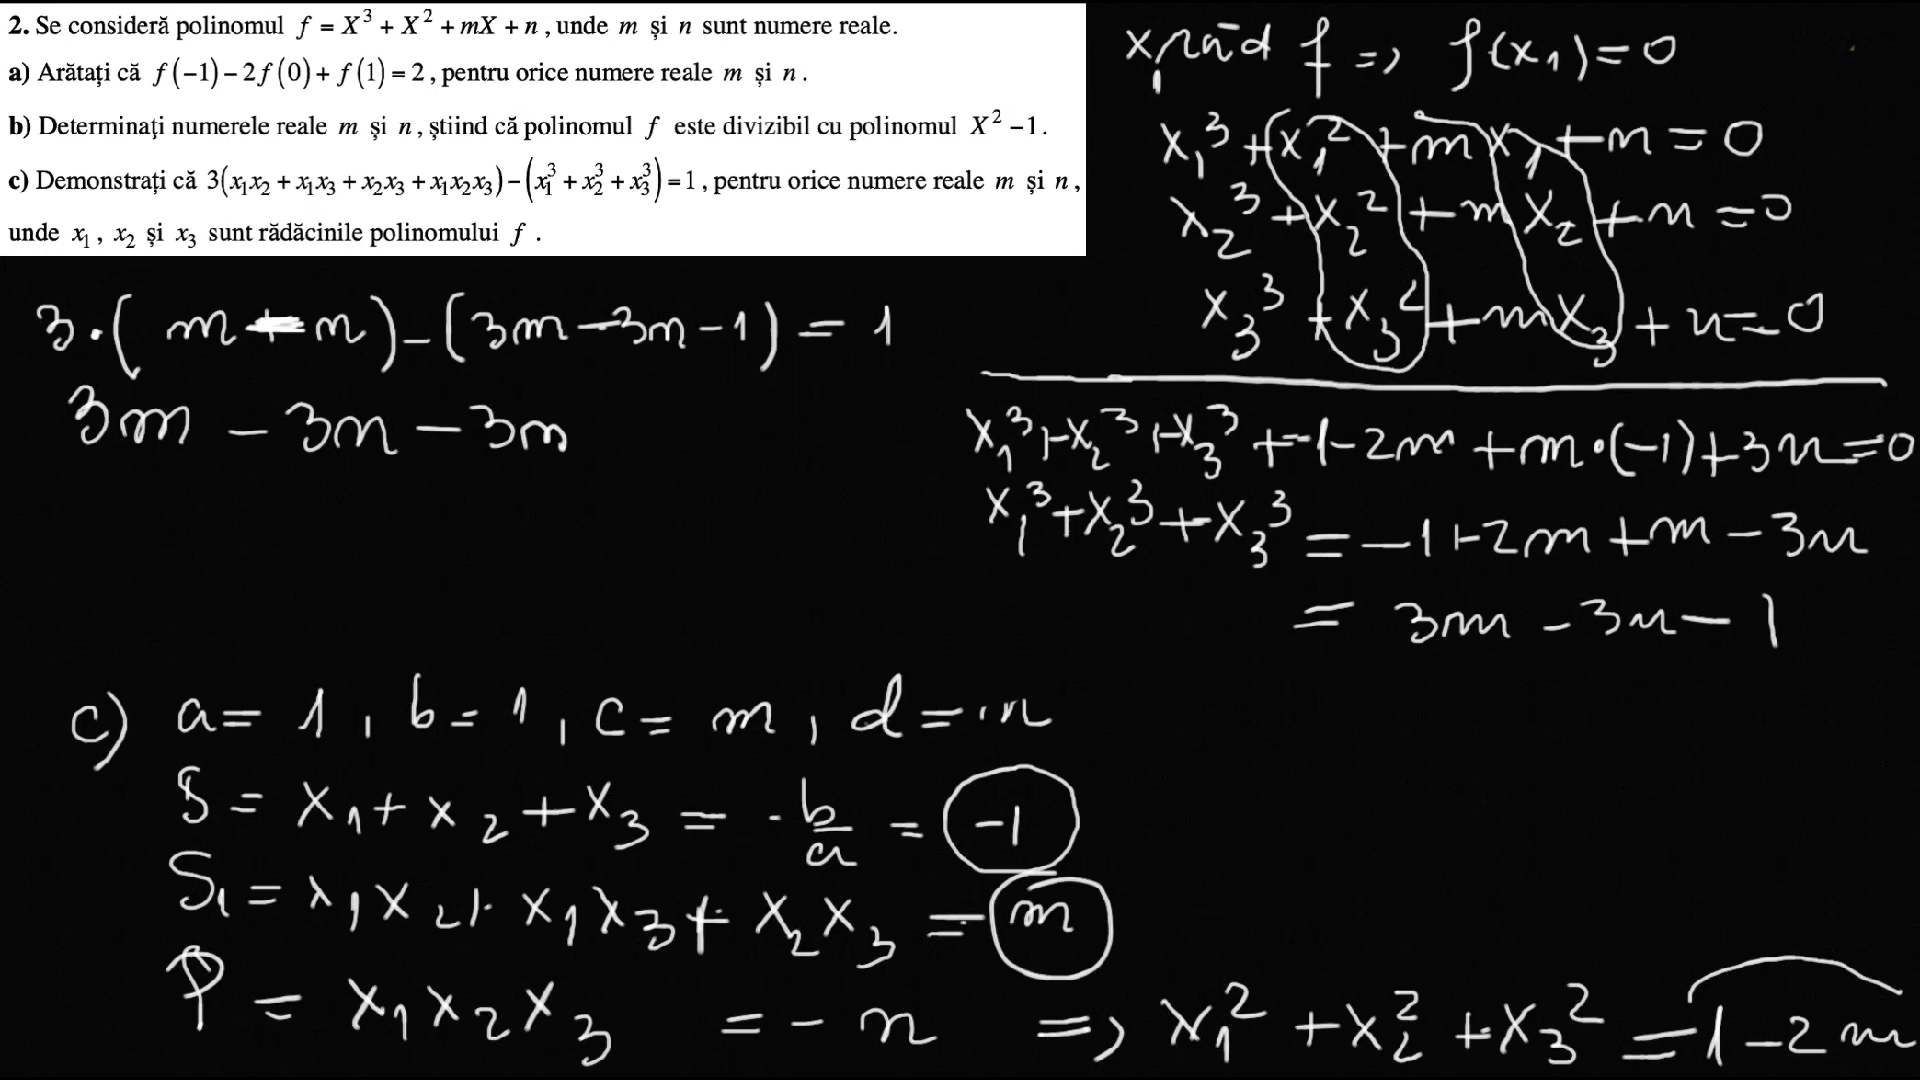 2. Se consideră polinomul f = X³ + X² + mX + n , unde m și n sunt numere reale.
a) Arătați că f(−1) − 2f(0) + f(1) = 2 , pentru orice numere reale m și n .
b) Determinați numerele reale m și n , știind că polinomul f este divizibil cu polinomul X² − 1 .
c) Demonstrați că 3(x₁x₂ + x₁x₃ + x₂x₃ + x₁x₂x₃) − (x₁³ + x₂³ + x₃³) = 1 , pentru orice numere reale m și n ,
unde x₁ , x₂ și x₃ sunt rădăcinile polinomului f .
x₁ răd f => f(x₁) = 0
x₁³ + x₁² + mx₁ + n = 0
x₂³ + x₂² + mx₂ + n = 0
x₃³ + x₃² + mx₃ + n = 0
x₁³ + x₂³ + x₃³ + 1 − 2m + m·(−1) + 3n = 0
x₁³ + x₂³ + x₃³ = −1 + 2m + m − 3n
= 3m − 3n − 1
3·( m − n ) − (3m − 3n − 1) = 1
3m − 3n − 3m
c) a = 1 , b = 1 , c = m , d = n
S = x₁ + x₂ + x₃ = − b/a = −1
S₁ = x₁x₂ + x₁x₃ + x₂x₃ = m
P = x₁x₂x₃ = − n => x₁² + x₂² + x₃² = 1 − 2m